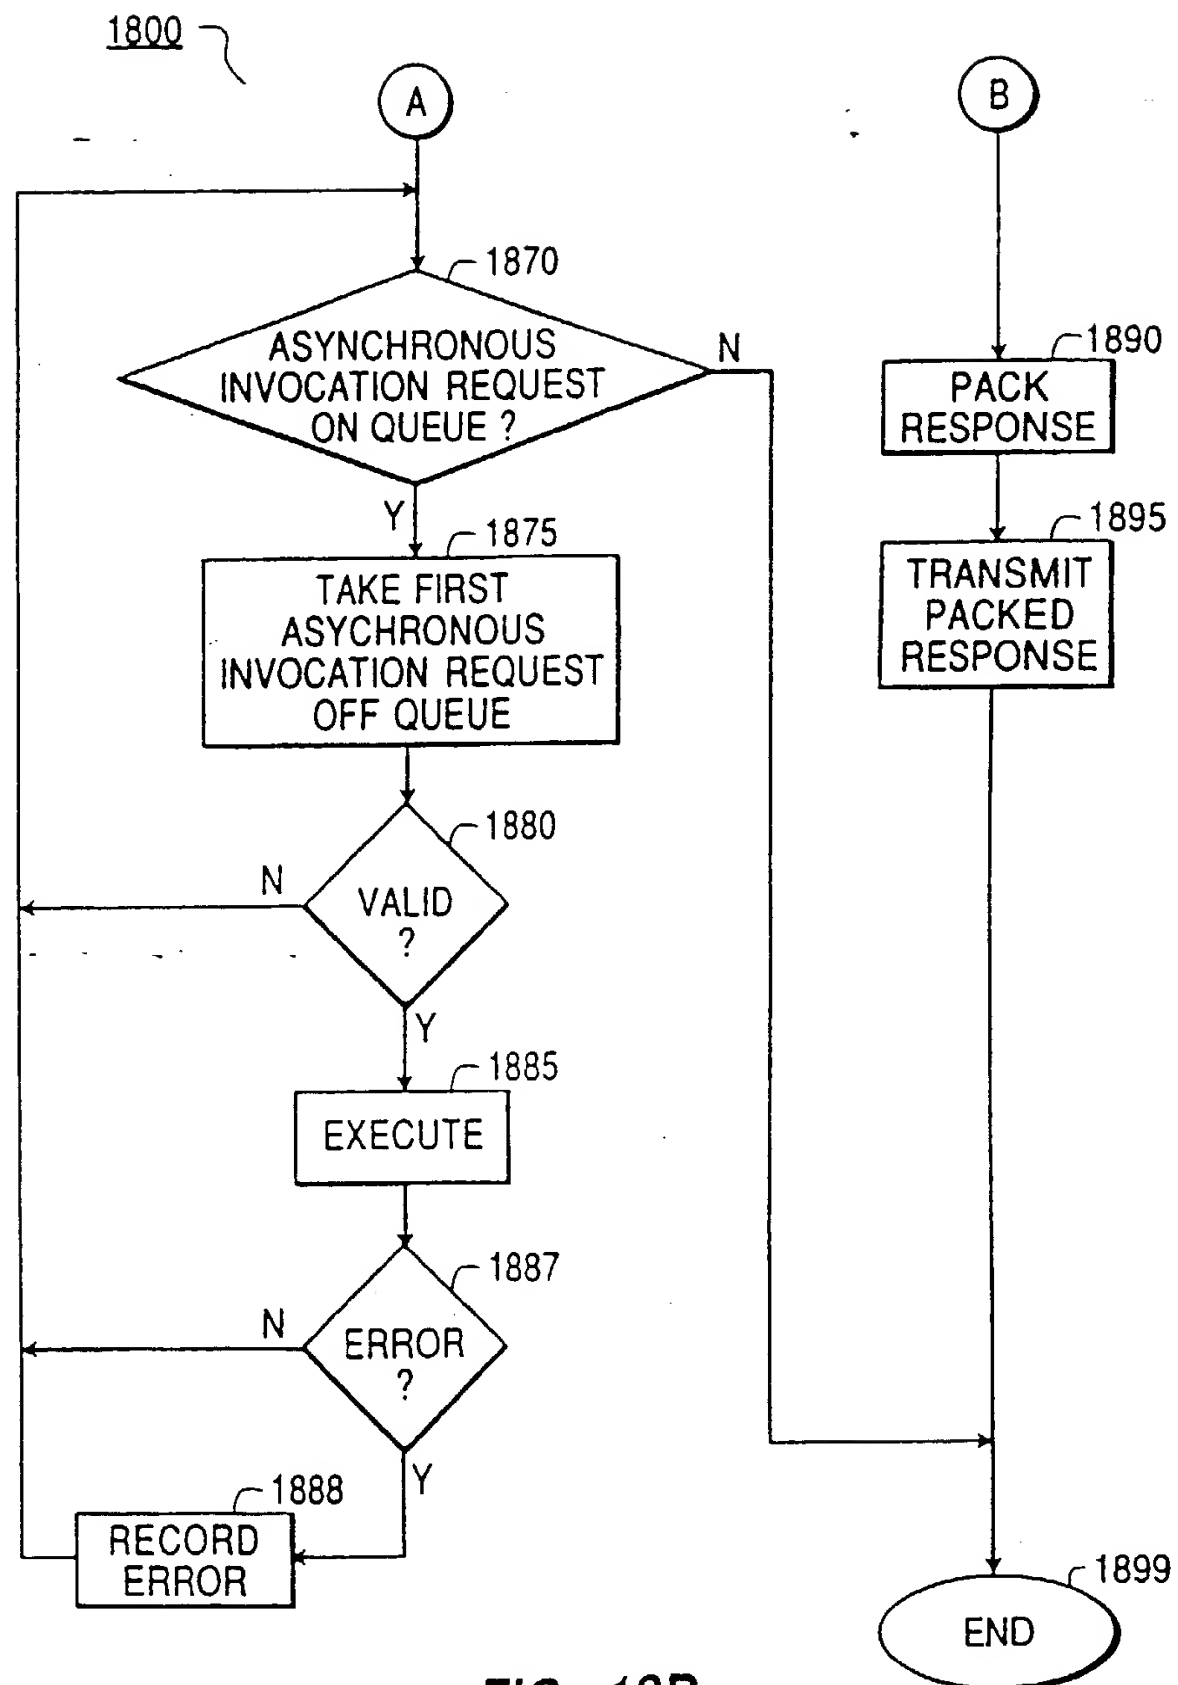 1800
A
B
1870
ASYNCHRONOUS
INVOCATION REQUEST
ON QUEUE ?
N
Y
1890
PACK
RESPONSE
1875
TAKE FIRST
ASYCHRONOUS
INVOCATION REQUEST
OFF QUEUE
1895
TRANSMIT
PACKED
RESPONSE
1880
VALID
?
N
Y
1885
EXECUTE
1887
ERROR
?
N
Y
1888
RECORD
ERROR
1899
END